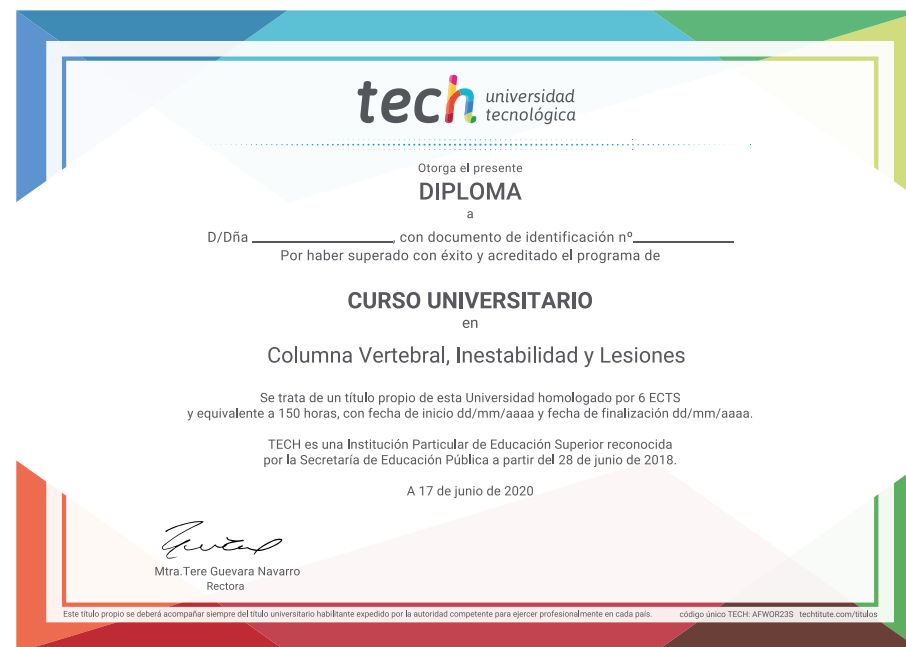 tech universidad
tecnológica
Otorga el presente
DIPLOMA
a
D/Dña ____________________, con documento de identificación nº______________
Por haber superado con éxito y acreditado el programa de
CURSO UNIVERSITARIO
en
Columna Vertebral, Inestabilidad y Lesiones
Se trata de un título propio de esta Universidad homologado por 6 ECTS
y equivalente a 150 horas, con fecha de inicio dd/mm/aaaa y fecha de finalización dd/mm/aaaa.
TECH es una Institución Particular de Educación Superior reconocida
por la Secretaría de Educación Pública a partir del 28 de junio de 2018.
A 17 de junio de 2020
Mtra.Tere Guevara Navarro
Rectora
Este título propio se deberá acompañar siempre del título universitario habilitante expedido por la autoridad competente para ejercer profesionalmente en cada país. código único TECH: AFWOR23S techtitute.com/titulos